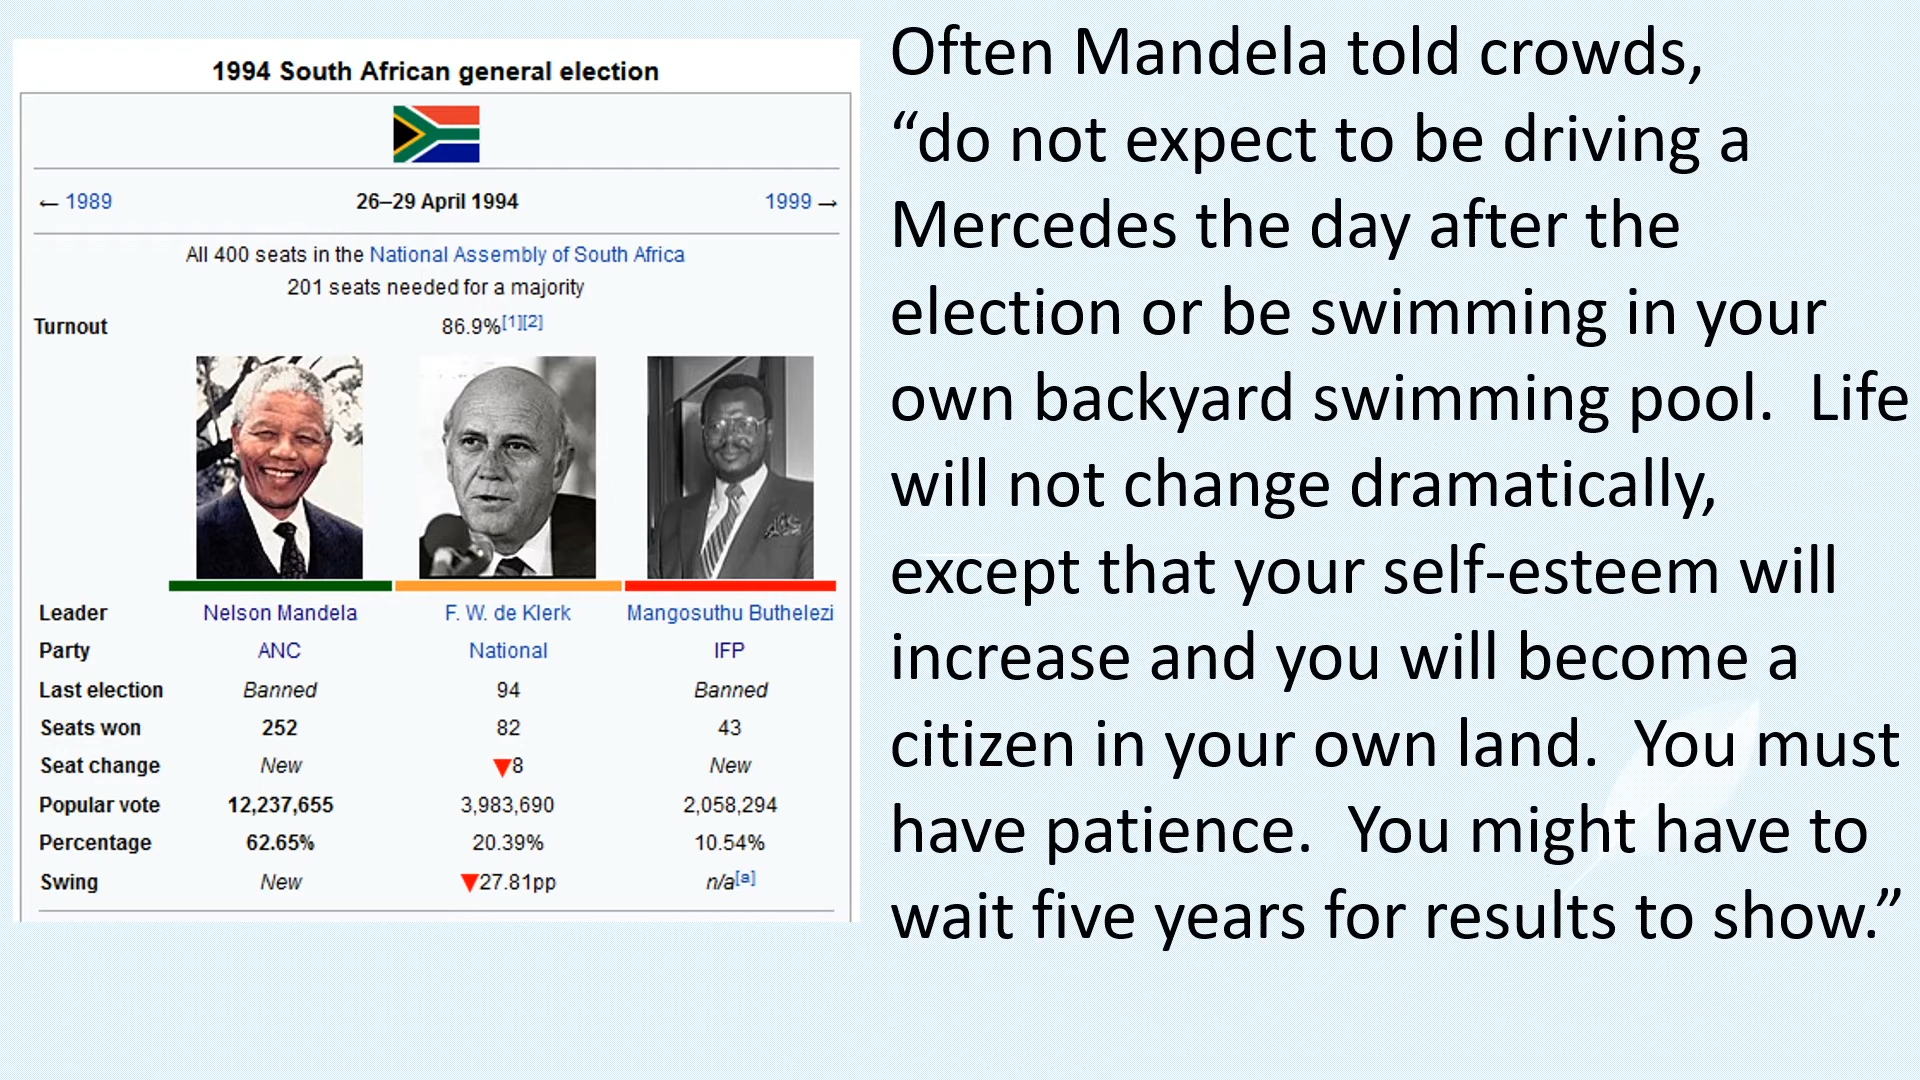 1994 South African general election
← 1989 26–29 April 1994 1999 →
All 400 seats in the National Assembly of South Africa
201 seats needed for a majority
Turnout 86.9%[1][2]
Leader Nelson Mandela F. W. de Klerk Mangosuthu Buthelezi
Party ANC National IFP
Last election Banned 94 Banned
Seats won 252 82 43
Seat change New ▼8 New
Popular vote 12,237,655 3,983,690 2,058,294
Percentage 62.65% 20.39% 10.54%
Swing New ▼27.81pp n/a[a]
Often Mandela told crowds,
“do not expect to be driving a
Mercedes the day after the
election or be swimming in your
own backyard swimming pool.  Life
will not change dramatically,
except that your self-esteem will
increase and you will become a
citizen in your own land.  You must
have patience.  You might have to
wait five years for results to show.”